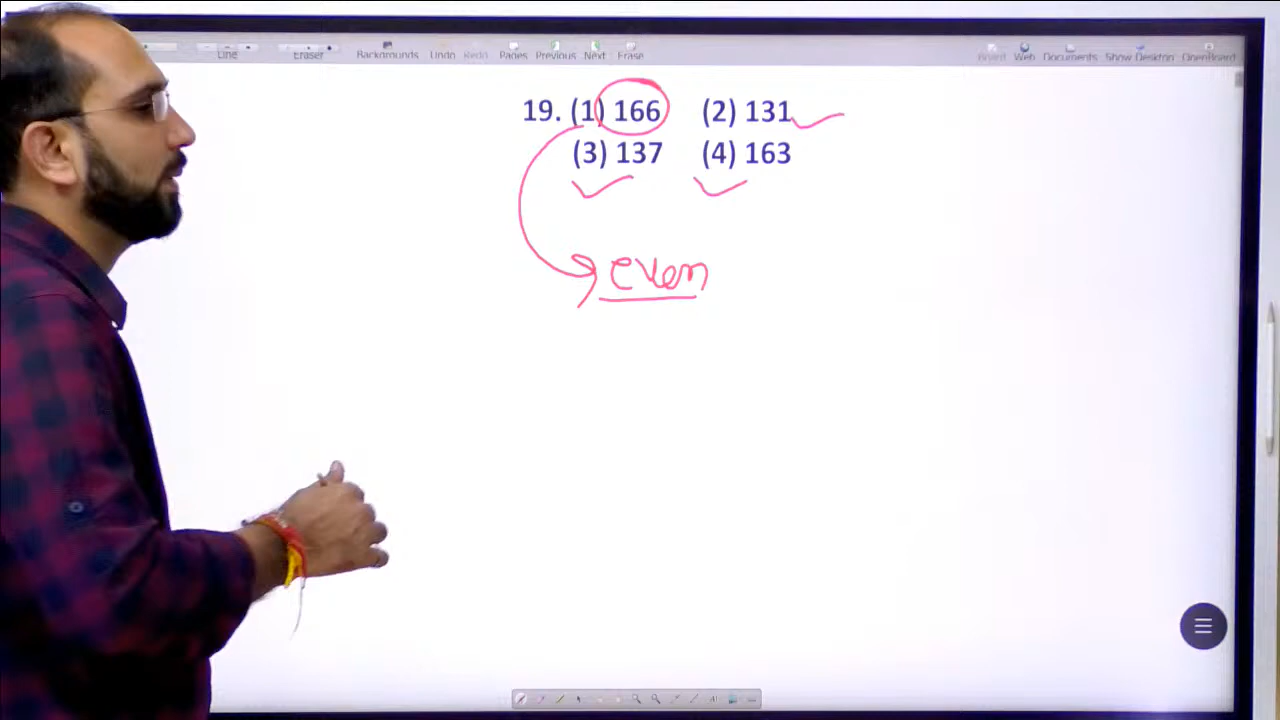 Line Eraser Backgrounds Undo Redo Pages Previous Next Erase Board Web Documents Show Desktop OpenBoard
19. (1) 166 (2) 131
(3) 137 (4) 163
even